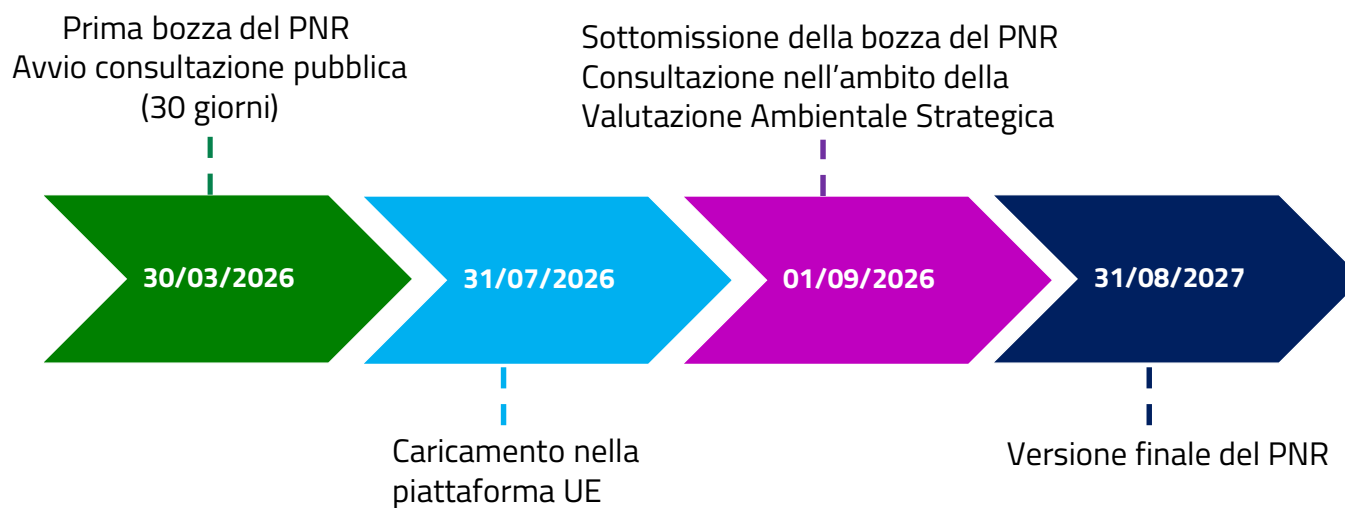 Prima bozza del PNR
Avvio consultazione pubblica
(30 giorni)
Sottomissione della bozza del PNR
Consultazione nell’ambito della
Valutazione Ambientale Strategica
30/03/2026
31/07/2026
01/09/2026
31/08/2027
Caricamento nella
piattaforma UE
Versione finale del PNR